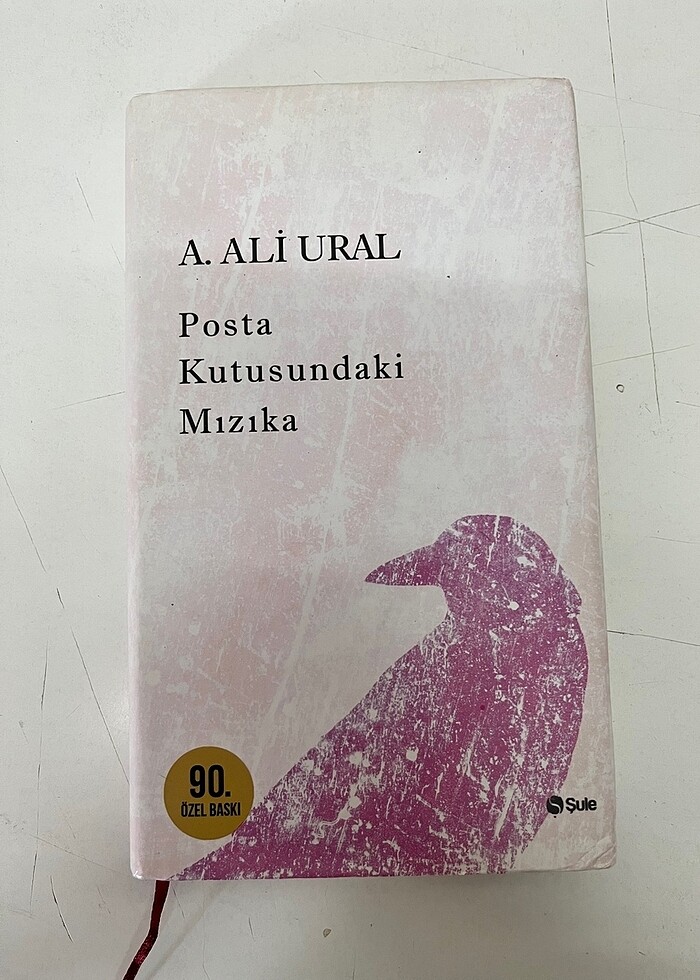 A. ALİ URAL
Posta
Kutusundaki
Mızıka
90.
ÖZEL BASKI
Şule